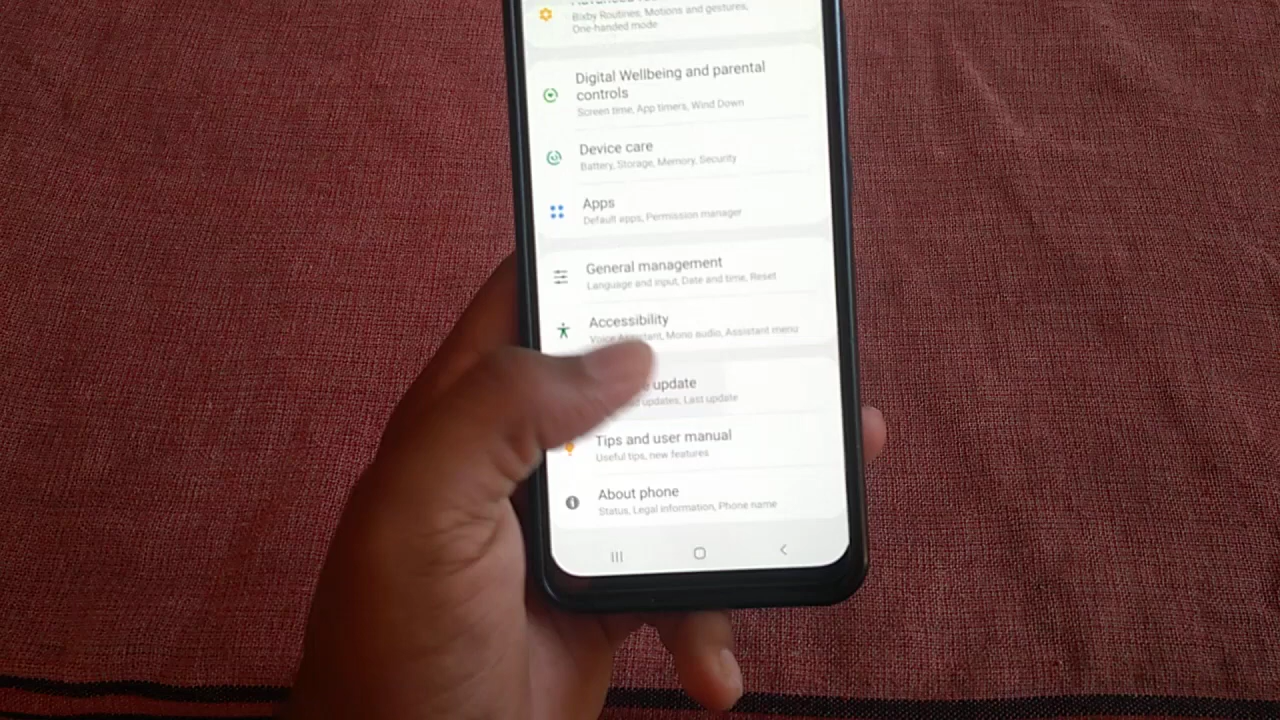 Bixby Routines, Motions and gestures,
One-handed mode
Digital Wellbeing and parental
controls
Screen time, App timers, Wind Down
Device care
Battery, Storage, Memory, Security
Apps
Default apps, Permission manager
General management
Language and input, Date and time, Reset
Accessibility
Voice Assistant, Mono audio, Assistant menu
update
updates, Last update
Tips and user manual
Useful tips, new features
About phone
Status, Legal information, Phone name